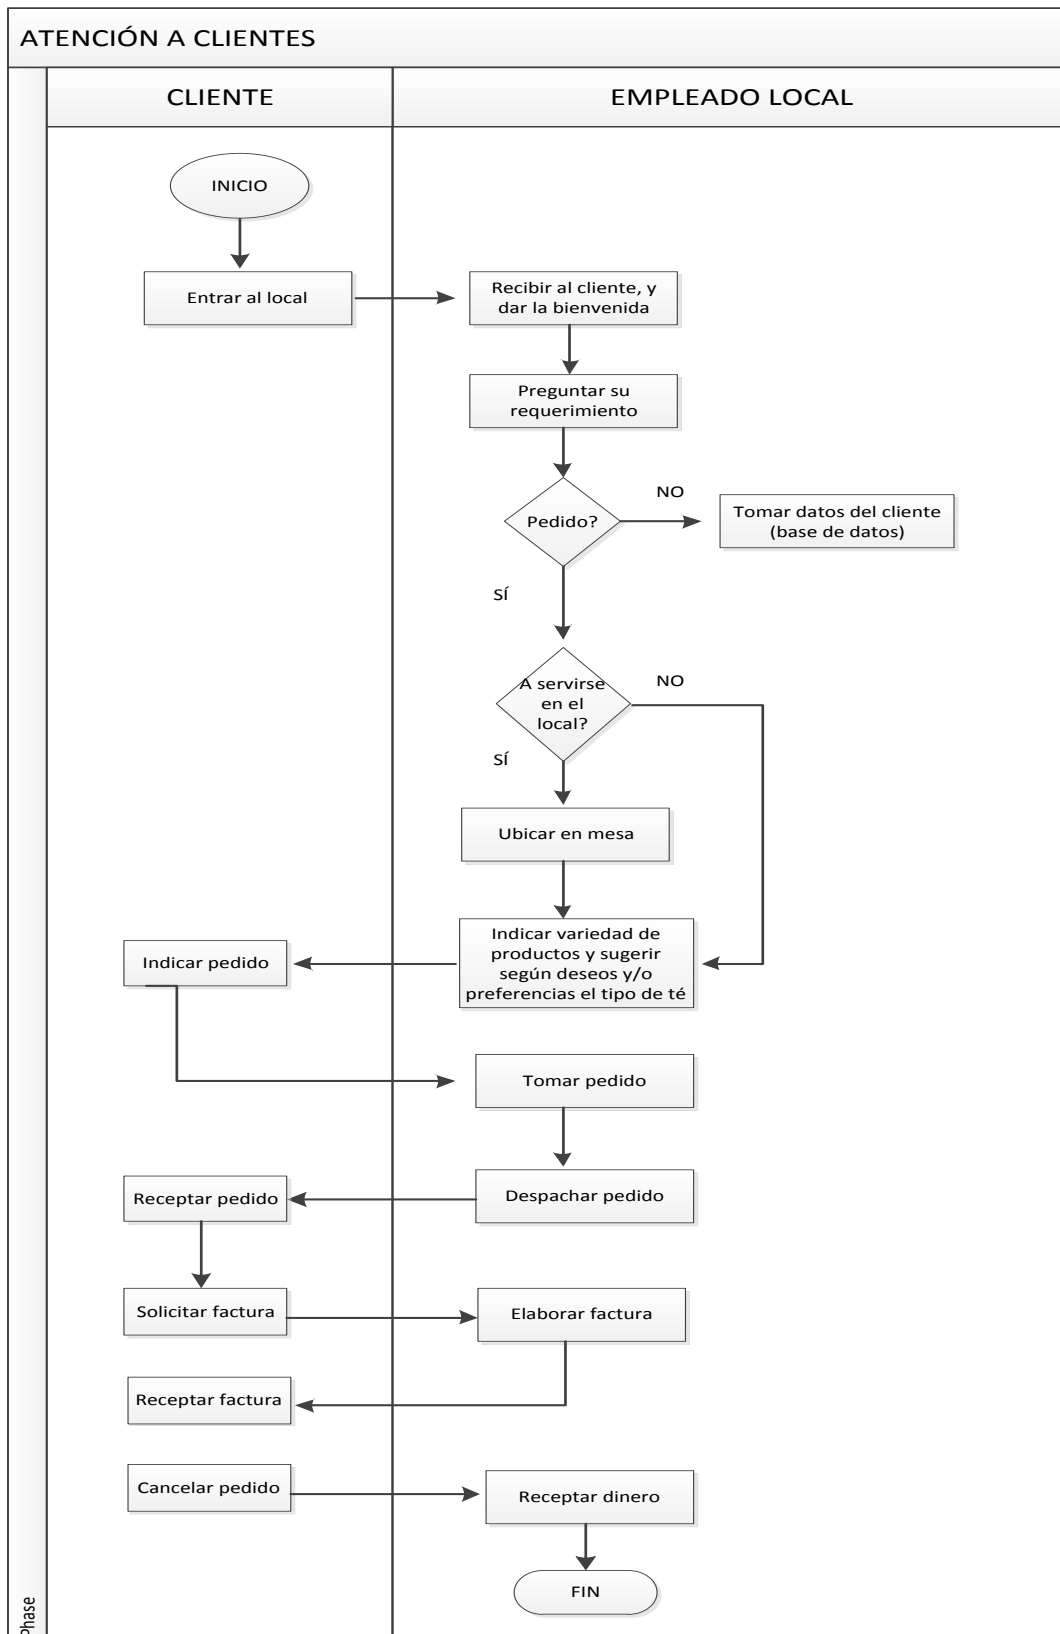 ATENCIÓN A CLIENTES
CLIENTE
EMPLEADO LOCAL
INICIO
Entrar al local
Recibir al cliente, y
dar la bienvenida
Preguntar su
requerimiento
Pedido?
NO
Tomar datos del cliente
(base de datos)
SÍ
A servirse
en el
local?
NO
SÍ
Ubicar en mesa
Indicar variedad de
productos y sugerir
según deseos y/o
preferencias el tipo de té
Indicar pedido
Tomar pedido
Despachar pedido
Receptar pedido
Solicitar factura
Elaborar factura
Receptar factura
Cancelar pedido
Receptar dinero
FIN
Phase